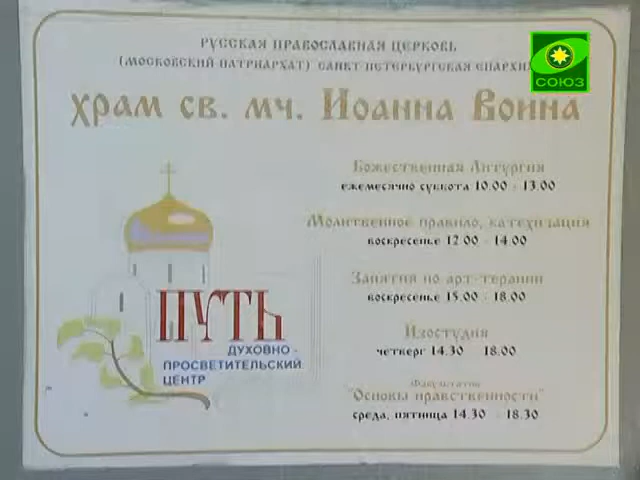 СОЮЗ
РУССКАЯ ПРАВОСЛАВНАЯ ЦЕРКОВЬ
(МОСКОВСКИЙ ПАТРИАРХАТ) САНКТ-ПЕТЕРБУРГСКАЯ
ХРАМ СВ. МЧ. ИОАННА ВОИНА
Божественная Литургия
ежемесячно суббота 10.00 - 13.00
Молитвенное правило, катехизация
воскресенье 12.00 - 14.00
Занятия по арт-терапии
воскресенье 15.00 - 18.00
Изостудия
четверг 14.30 - 18.00
Факультатив
"Основы нравственности"
среда, пятница 14.30 - 18.30
ПУТЬ
ДУХОВНО-
ПРОСВЕТИТЕЛЬСКИЙ
ЦЕНТР